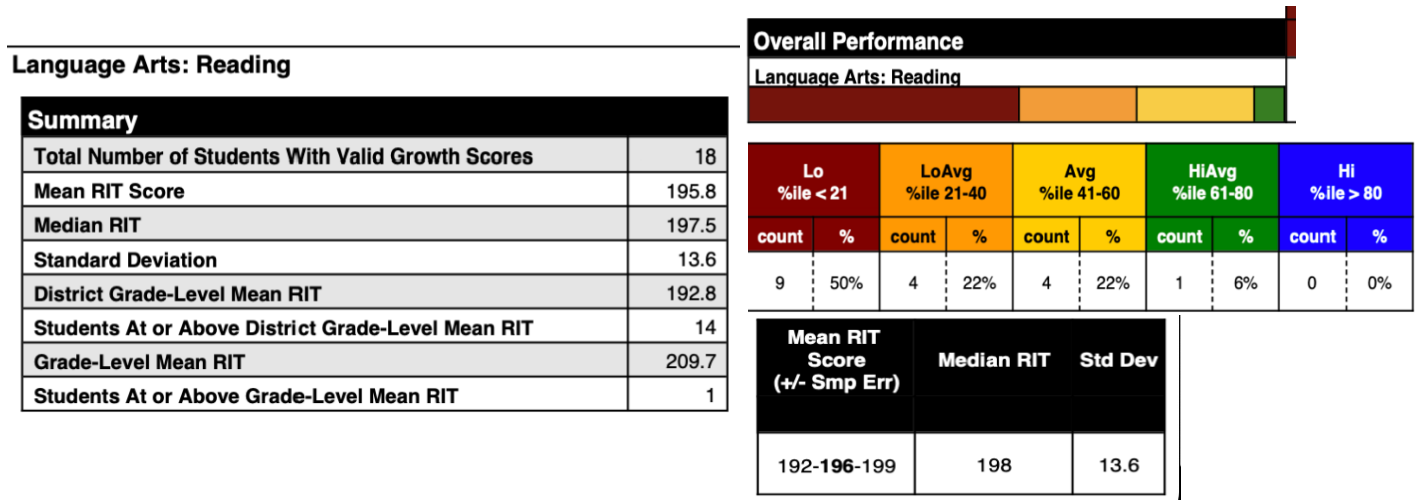 Language Arts: Reading
Summary
Total Number of Students With Valid Growth Scores 18
Mean RIT Score 195.8
Median RIT 197.5
Standard Deviation 13.6
District Grade-Level Mean RIT 192.8
Students At or Above District Grade-Level Mean RIT 14
Grade-Level Mean RIT 209.7
Students At or Above Grade-Level Mean RIT 1
Overall Performance
Language Arts: Reading
Lo LoAvg Avg HiAvg Hi
%ile < 21 %ile 21-40 %ile 41-60 %ile 61-80 %ile > 80
count % count % count % count % count %
9 50% 4 22% 4 22% 1 6% 0 0%
Mean RIT
Score Median RIT Std Dev
(+/- Smp Err)
192-196-199 198 13.6